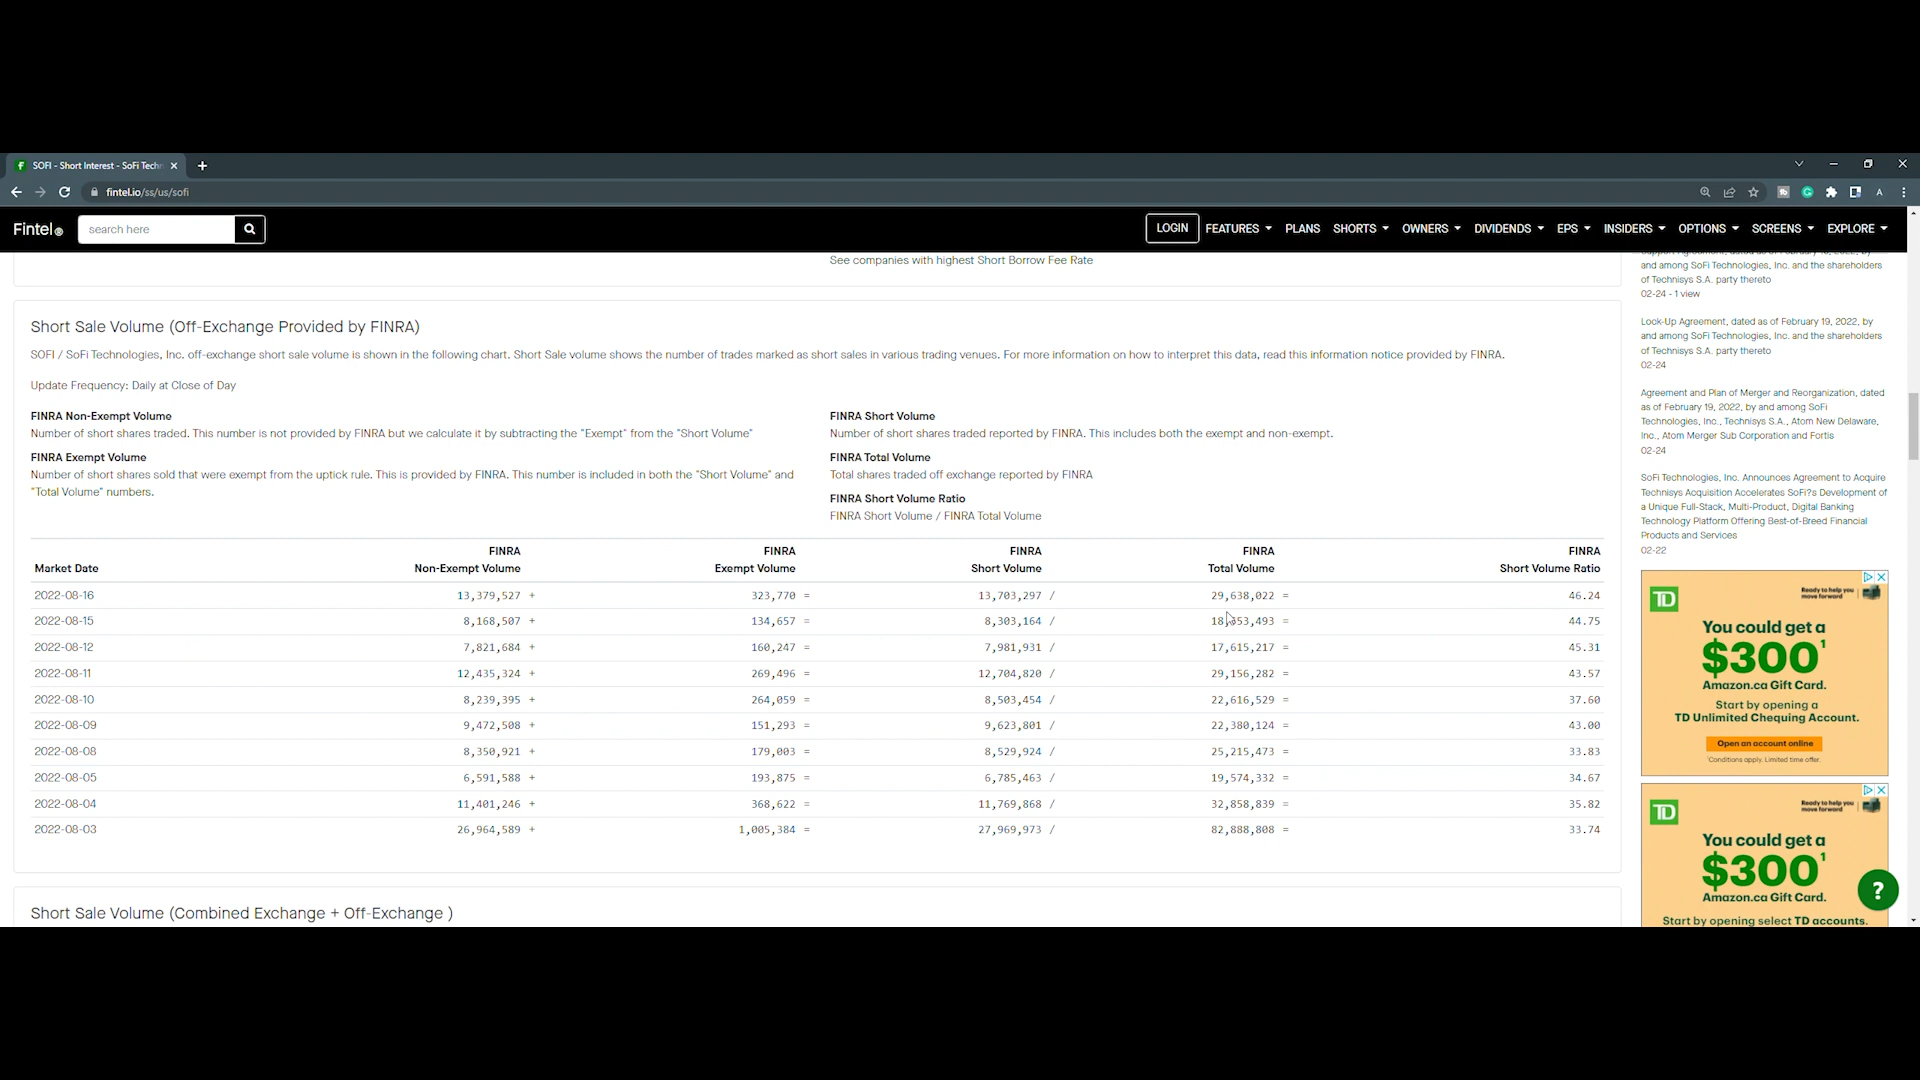 SOFI - Short Interest - SoFi Techn
fintel.io/ss/us/sofi
Fintel®
search here
LOGIN FEATURES PLANS SHORTS OWNERS DIVIDENDS EPS INSIDERS OPTIONS SCREENS EXPLORE
See companies with highest Short Borrow Fee Rate
Short Sale Volume (Off-Exchange Provided by FINRA)
SOFI / SoFi Technologies, Inc. off-exchange short sale volume is shown in the following chart. Short Sale volume shows the number of trades marked as short sales in various trading venues. For more information on how to interpret this data, read this information notice provided by FINRA.
Update Frequency: Daily at Close of Day
FINRA Non-Exempt Volume
Number of short shares traded. This number is not provided by FINRA but we calculate it by subtracting the "Exempt" from the "Short Volume"
FINRA Exempt Volume
Number of short shares sold that were exempt from the uptick rule. This is provided by FINRA. This number is included in both the "Short Volume" and
"Total Volume" numbers.
FINRA Short Volume
Number of short shares traded reported by FINRA. This includes both the exempt and non-exempt.
FINRA Total Volume
Total shares traded off exchange reported by FINRA
FINRA Short Volume Ratio
FINRA Short Volume / FINRA Total Volume
FINRA FINRA FINRA FINRA FINRA
Market Date Non-Exempt Volume Exempt Volume Short Volume Total Volume Short Volume Ratio
2022-08-16 13,379,527 + 323,770 = 13,703,297 / 29,638,022 = 46.24
2022-08-15 8,168,507 + 134,657 = 8,303,164 / 18,553,493 = 44.75
2022-08-12 7,821,684 + 160,247 = 7,981,931 / 17,615,217 = 45.31
2022-08-11 12,435,324 + 269,496 = 12,704,820 / 29,156,282 = 43.57
2022-08-10 8,239,395 + 264,059 = 8,503,454 / 22,616,529 = 37.60
2022-08-09 9,472,508 + 151,293 = 9,623,801 / 22,380,124 = 43.00
2022-08-08 8,350,921 + 179,003 = 8,529,924 / 25,215,473 = 33.83
2022-08-05 6,591,588 + 193,875 = 6,785,463 / 19,574,332 = 34.67
2022-08-04 11,401,246 + 368,622 = 11,769,868 / 32,858,839 = 35.82
2022-08-03 26,964,589 + 1,005,384 = 27,969,973 / 82,888,808 = 33.74
Short Sale Volume (Combined Exchange + Off-Exchange )
and among SoFi Technologies, Inc. and the shareholders
of Technisys S.A. party thereto
02-24 - 1 view
Look-Up Agreement, dated as of February 19, 2022, by
and among SoFi Technologies, Inc. and the shareholders
of Technisys S.A. party thereto
02-24
Agreement and Plan of Merger and Reorganization, dated
as of February 19, 2022, by and among SoFi
Technologies, Inc., Technisys S.A., Atom New Delaware,
Inc., Atom Merger Sub Corporation and Fortis
02-24
SoFi Technologies, Inc. Announces Agreement to Acquire
Technisys Acquisition Accelerates SoFi?s Development of
a Unique Full-Stack, Multi-Product, Digital Banking
Technology Platform Offering Best-of-Breed Financial
Products and Services
02-22
TD
Ready to help you
move forward
You could get a
$300¹
Amazon.ca Gift Card.
Start by opening a
TD Unlimited Chequing Account.
Open an account online
¹Conditions apply. Limited time offer.
TD
Ready to help you
move forward
You could get a
$300¹
Amazon.ca Gift Card.
Start by opening select TD accounts.
?